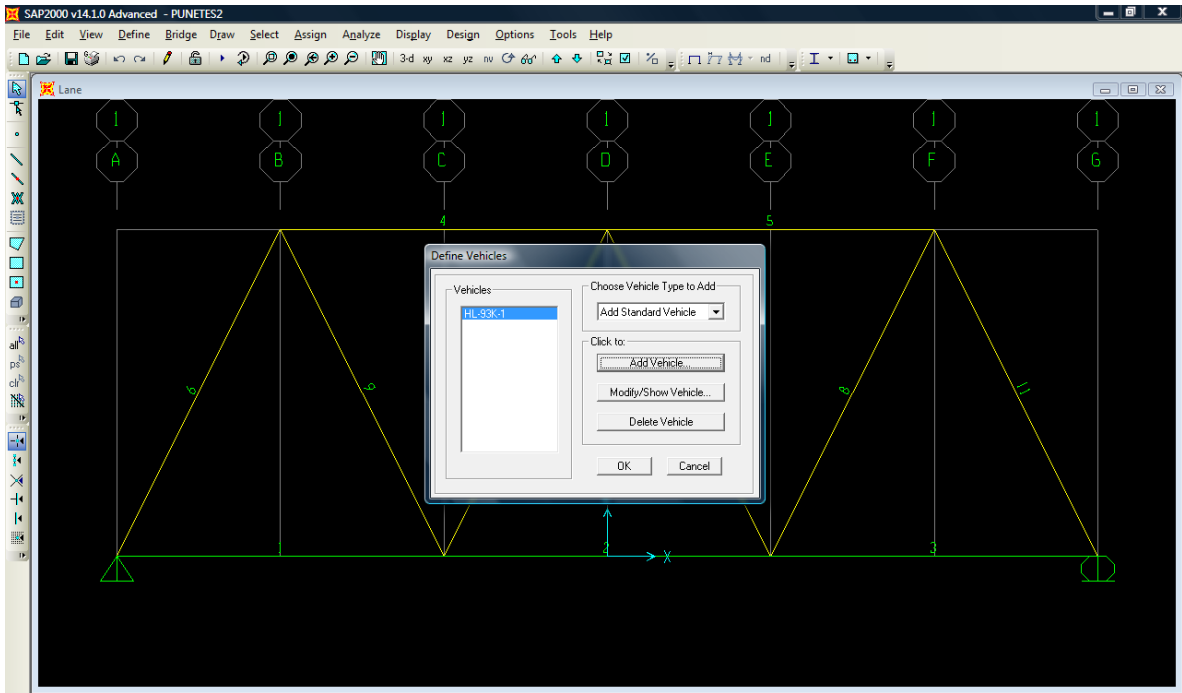 SAP2000 v14.1.0 Advanced - PUNETES2
File Edit View Define Bridge Draw Select Assign Analyze Display Design Options Tools Help
3-d xy xz yz nv nd
Lane
1 1 1 1 1 1 1
A B C D E F G
4 5
Define Vehicles
Vehicles
HL-93K-1
Choose Vehicle Type to Add
Add Standard Vehicle
Click to:
Add Vehicle...
Modify/Show Vehicle...
Delete Vehicle
OK Cancel
all
ps
clr
8 11
1 2 3
X